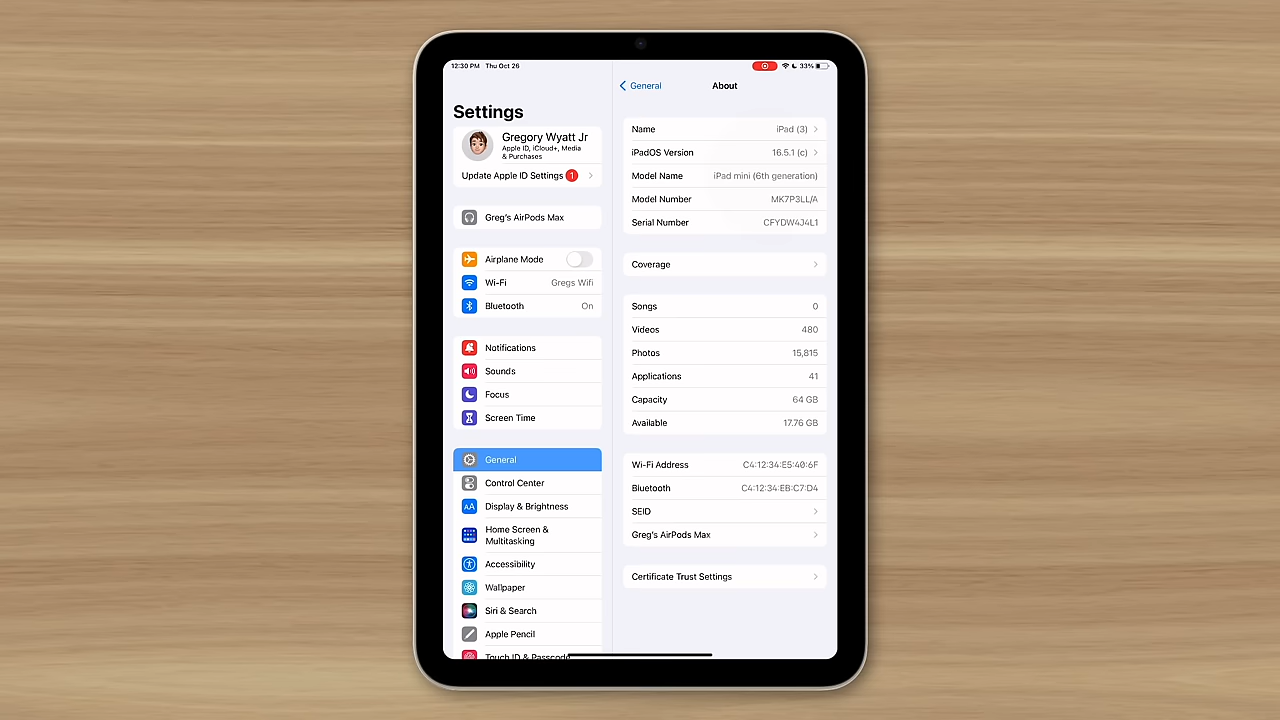 12:30 PM Thu Oct 26
33%
Settings
Gregory Wyatt Jr
Apple ID, iCloud+, Media
& Purchases
Update Apple ID Settings 1
Greg's AirPods Max
Airplane Mode
Wi-Fi Gregs Wifi
Bluetooth On
Notifications
Sounds
Focus
Screen Time
General
Control Center
AA Display & Brightness
Home Screen &
Multitasking
Accessibility
Wallpaper
Siri & Search
Apple Pencil
Touch ID & Passcode
General About
Name iPad (3)
iPadOS Version 16.5.1 (c)
Model Name iPad mini (6th generation)
Model Number MK7P3LL/A
Serial Number CFYDW4J4L1
Coverage
Songs 0
Videos 480
Photos 15,815
Applications 41
Capacity 64 GB
Available 17.76 GB
Wi-Fi Address C4:12:34:E5:40:6F
Bluetooth C4:12:34:EB:C7:D4
SEID
Greg's AirPods Max
Certificate Trust Settings